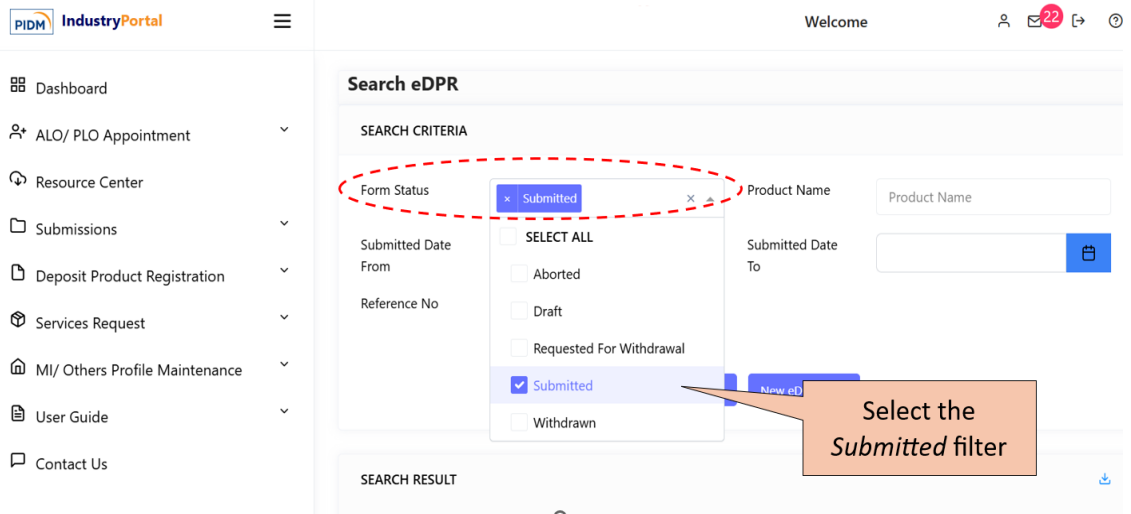 PIDM IndustryPortal
Welcome
22
Dashboard
ALO/ PLO Appointment
Resource Center
Submissions
Deposit Product Registration
Services Request
MI/ Others Profile Maintenance
User Guide
Contact Us
Search eDPR
SEARCH CRITERIA
Form Status
× Submitted
×
Product Name
Product Name
Submitted Date
From
Submitted Date
To
Reference No
SELECT ALL
Aborted
Draft
Requested For Withdrawal
Submitted
Withdrawn
New
Select the
Submitted filter
SEARCH RESULT